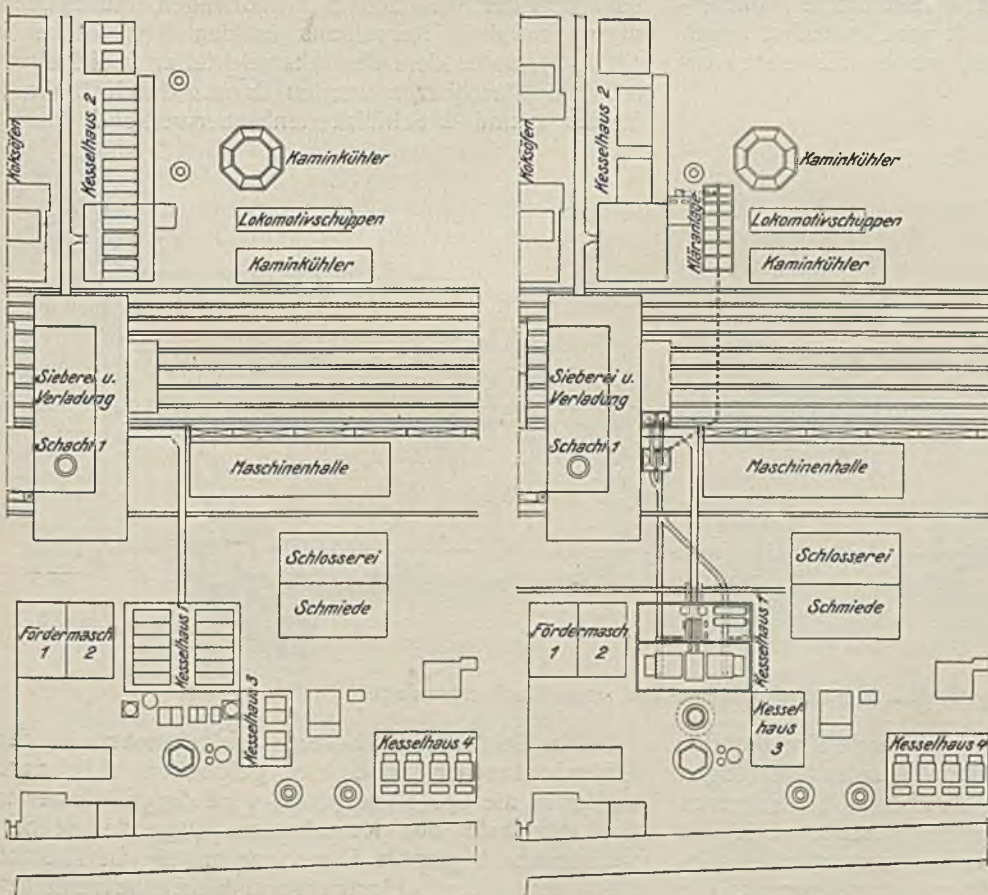 Koksöfen
Kesselhaus 2
Kaminkühler
Lokomotivschuppen
Kaminkühler
Sieberei u.
Verladung
Schacht 1
Maschinenhalle
Schlosserei
Schmiede
Fördermasch
1 2
Kesselhaus 1
Kesselhaus 3
Kesselhaus 4
Koksöfen
Kesselhaus 2
Kaminkühler
Kläranlage
Lokomotivschuppen
Kaminkühler
Sieberei u.
Verladung
Schacht 1
Maschinenhalle
Schlosserei
Schmiede
Fördermasch
1 2
Kesselhaus 1
Kessel-
haus
3
Kesselhaus 4